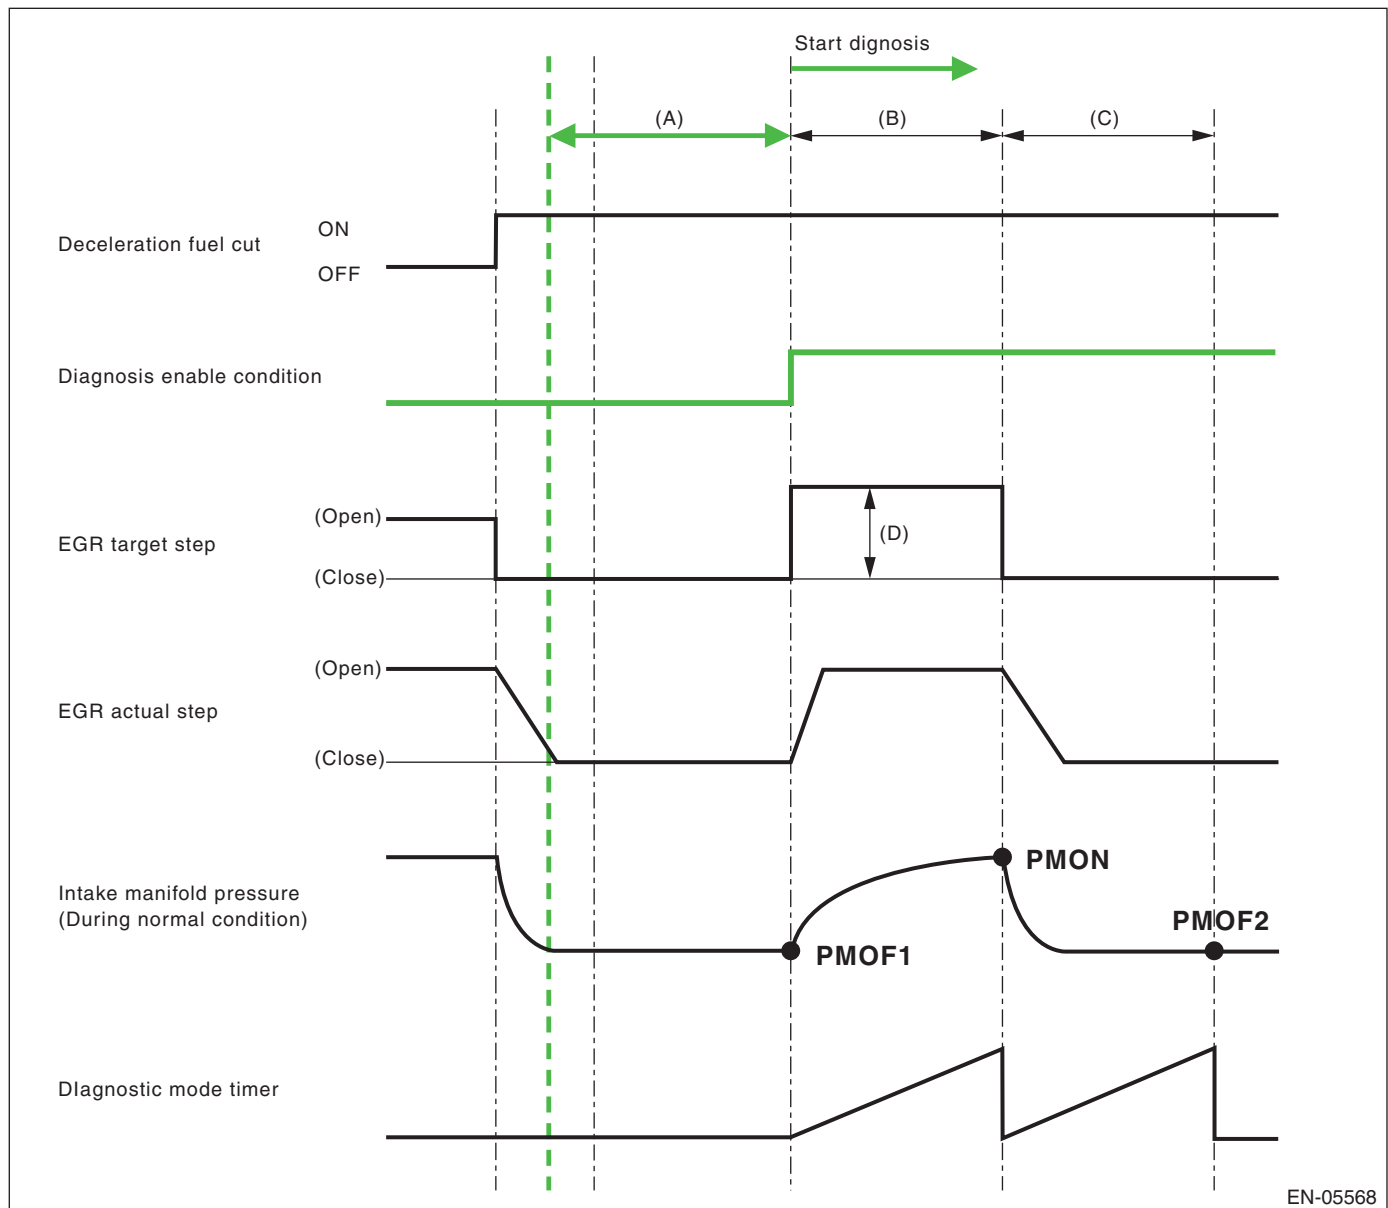 Start dignosis
(A)
(B)
(C)
Deceleration fuel cut
ON
OFF
Diagnosis enable condition
EGR target step
(Open)
(Close)
(D)
EGR actual step
(Open)
(Close)
Intake manifold pressure
(During normal condition)
PMOF1
PMON
PMOF2
DIagnostic mode timer
EN-05568